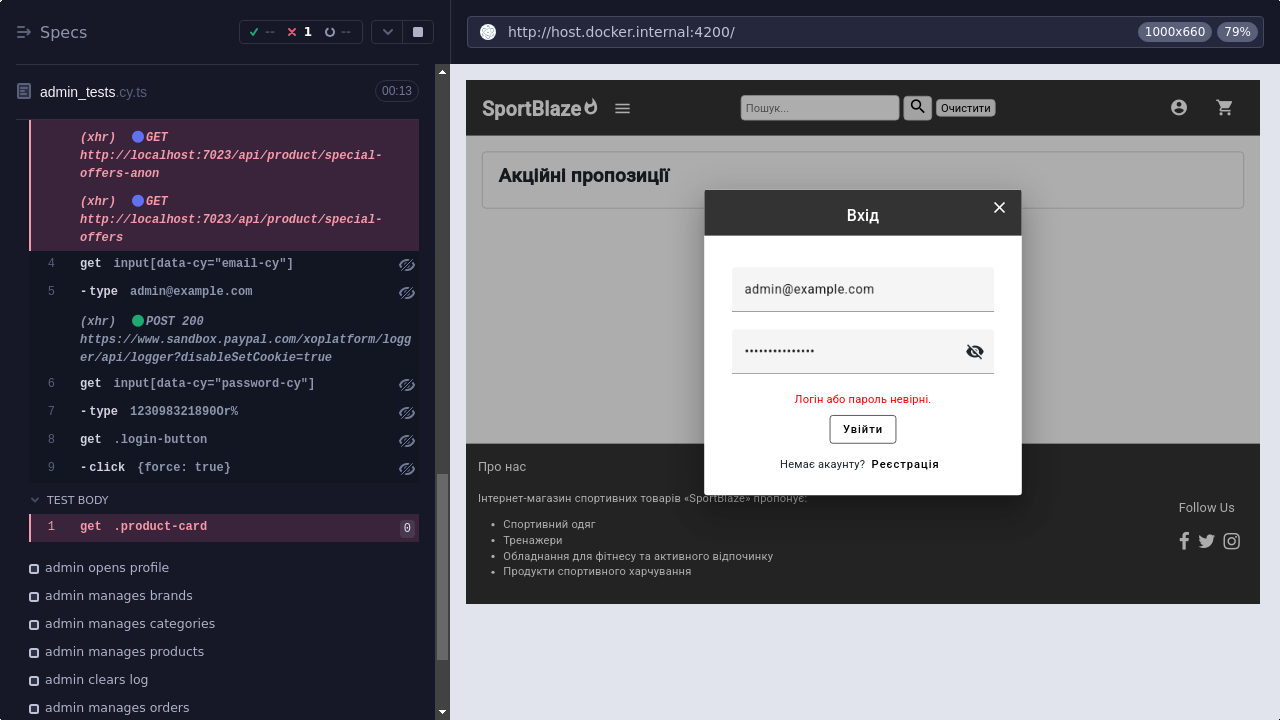 Specs
--
1
--
http://host.docker.internal:4200/
1000x660
79%
admin_tests.cy.ts
00:13
(xhr) GET
http://localhost:7023/api/product/special-
offers-anon
(xhr) GET
http://localhost:7023/api/product/special-
offers
4 get input[data-cy="email-cy"]
5 -type admin@example.com
(xhr) POST 200
https://www.sandbox.paypal.com/xoplatform/logg
er/api/logger?disableSetCookie=true
6 get input[data-cy="password-cy"]
7 -type 123098321890Or%
8 get .login-button
9 -click {force: true}
TEST BODY
1 get .product-card 0
admin opens profile
admin manages brands
admin manages categories
admin manages products
admin clears log
admin manages orders
SportBlaze
Пошук...
Очистити
Акційні пропозиції
Вхід
admin@example.com
•••••••••••••••
Логін або пароль невірні.
Увійти
Немає акаунту? Реєстрація
Про нас
Інтернет-магазин спортивних товарів «SportBlaze» пропонує:
• Спортивний одяг
• Тренажери
• Обладнання для фітнесу та активного відпочинку
• Продукти спортивного харчування
Follow Us